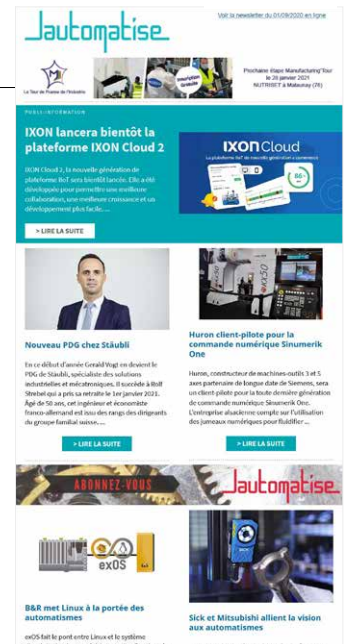 Voir la newsletter du 01/09/2020 en ligne
Jautomatise
Le Tour de France de l'Industrie
Inscription
Gratuite
Prochaine étape Manufacturing'Tour
le 26 janvier 2021
NUTRISET à Malaunay (76)
PUBLI-INFORMATION
IXON lancera bientôt la
plateforme IXON Cloud 2
IXON Cloud 2, la nouvelle génération de
plateforme IIoT sera bientôt lancée. Elle a été
développée pour permettre une meilleure
collaboration, une meilleure croissance et un
développement plus facile....
> LIRE LA SUITE
IXON Cloud
La plateforme IIoT de nouvelle génération a commencé
86
Nouveau PDG chez Stäubli
En ce début d'année Gerald Vogt en devient le
PDG de Stäubli, spécialiste des solutions
industrielles et mécatroniques. Il succède à Rolf
Strebel qui a pris sa retraite le 1er janvier 2021.
Âgé de 50 ans, cet ingénieur et économiste
franco-allemand est issu des rangs des dirigeants
du groupe familial suisse....
> LIRE LA SUITE
Huron client-pilote pour la
commande numérique Sinumerik
One
Huron, constructeur de machines-outils 3 et 5
axes partenaire de longue date de Siemens, sera
un client-pilote pour la toute dernière génération
de commande numérique Sinumerik One.
L'entreprise alsacienne compte sur l'utilisation
des jumeaux numériques pour fluidifier ...
> LIRE LA SUITE
ABONNEZ-VOUS
Jautomatise
exOS
B&R met Linux à la portée des
automatismes
exOS fait le pont entre Linux et le système
Sick et Mitsubishi allient la vision
aux automatismes